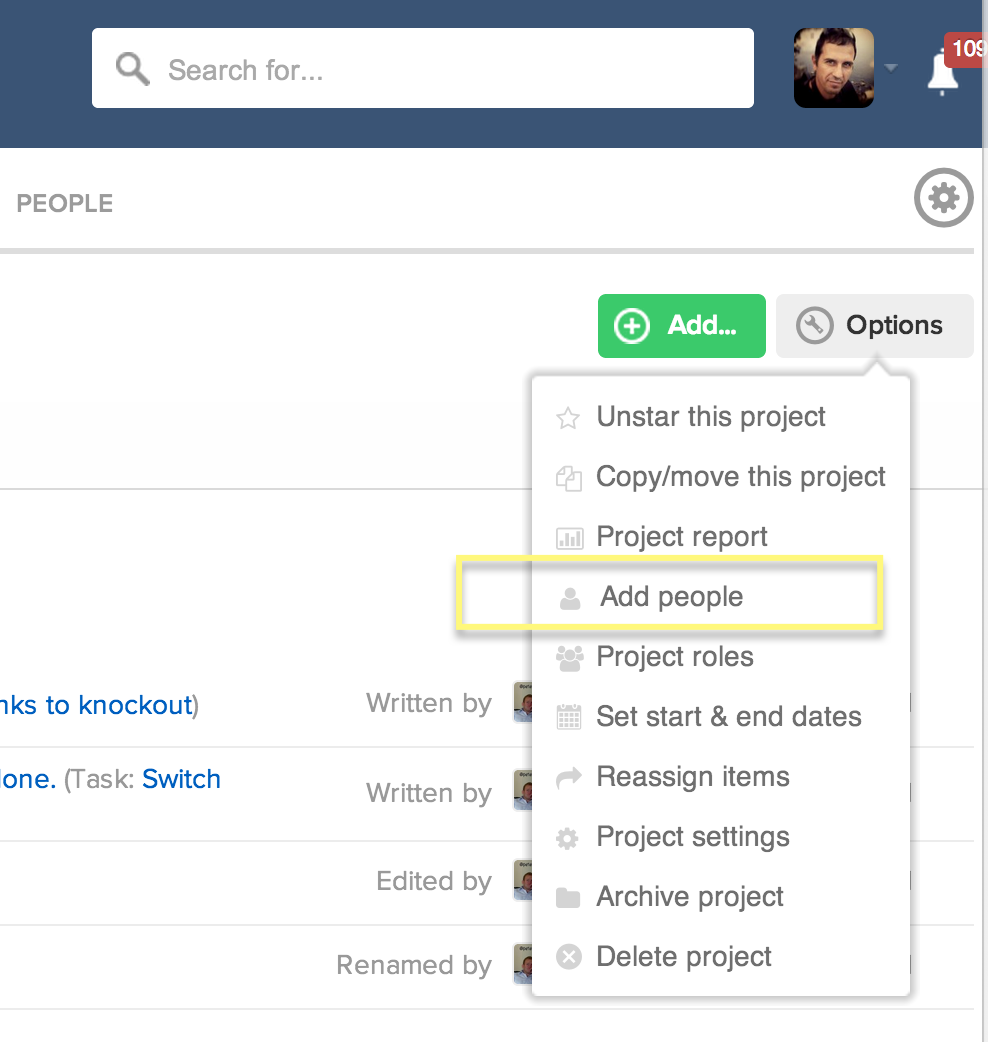 Search for...
109
PEOPLE
Add...
Options
Unstar this project
Copy/move this project
Project report
Add people
Project roles
nks to knockout)
Written by
Set start & end dates
lone. (Task: Switch
Written by
Reassign items
Project settings
Edited by
Archive project
Renamed by
Delete project